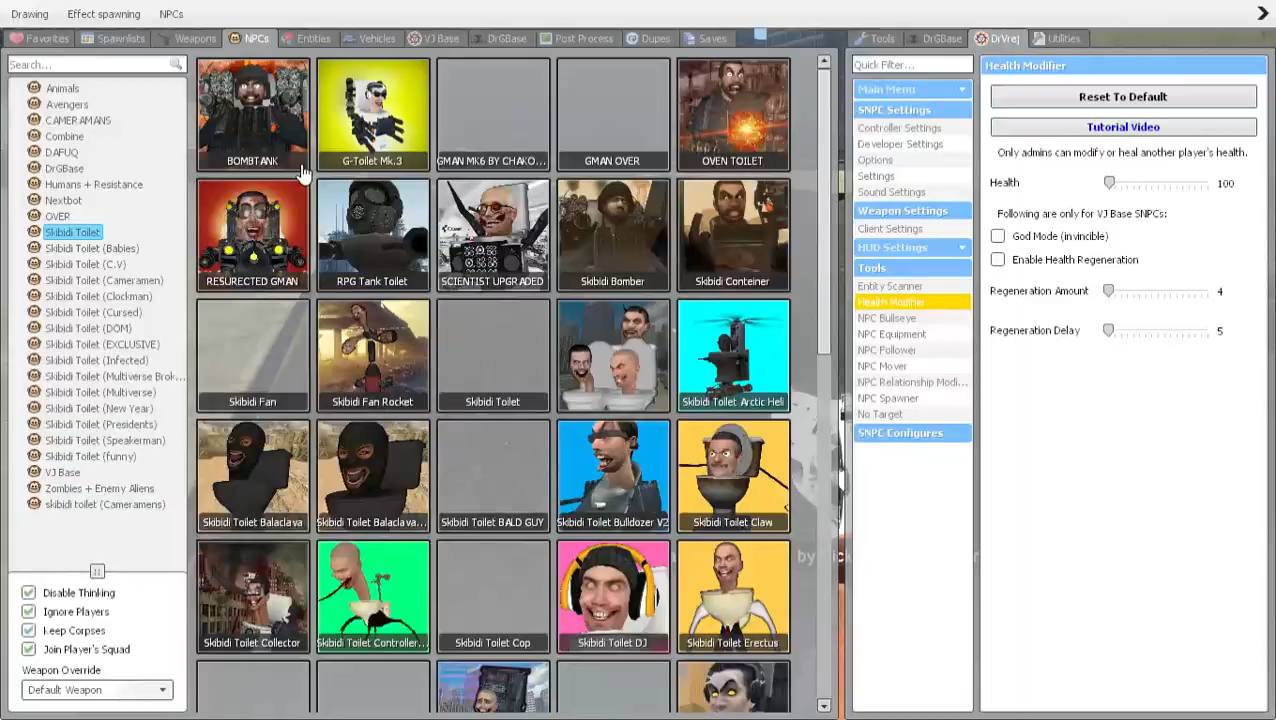 Drawing Effect spawning NPCs
Favorites Spawnlists Weapons NPCs Entities Vehicles VJ Base DrGBase Post Process Dupes Saves
Search...
Animals
Avengers
CAMERAMANS
Combine
DAFUQ
DrGBase
Humans + Resistance
Nextbot
OVER
Skibidi Toilet
Skibidi Toilet (Babies)
Skibidi Toilet (C.V)
Skibidi Toilet (Cameramen)
Skibidi Toilet (Clockman)
Skibidi Toilet (Cursed)
Skibidi Toilet (DOM)
Skibidi Toilet (EXCLUSIVE)
Skibidi Toilet (Infected)
Skibidi Toilet (Multiverse Brok...
Skibidi Toilet (Multiverse)
Skibidi Toilet (New Year)
Skibidi Toilet (Presidents)
Skibidi Toilet (Speakerman)
Skibidi Toilet (funny)
VJ Base
Zombies + Enemy Aliens
skibidi toilet (Cameramens)
Disable Thinking
Ignore Players
Keep Corpses
Join Player's Squad
Weapon Override
Default Weapon
BOMBTANK G-Toilet Mk.3 GMAN MK6 BY CHAKO... GMAN OVER OVEN TOILET
RESURECTED GMAN RPG Tank Toilet SCIENTIST UPGRADED Skibidi Bomber Skibidi Conteiner
Skibidi Fan Skibidi Fan Rocket Skibidi Toilet Skibidi Toilet Arctic Heli
Skibidi Toilet Balaclava Skibidi Toilet Balaclava... Skibidi Toilet BALD GUY Skibidi Toilet Bulldozer V2 Skibidi Toilet Claw
Skibidi Toilet Collector Skibidi Toilet Controller... Skibidi Toilet Cop Skibidi Toilet DJ Skibidi Toilet Erectus
Tools DrGBase DrVrej Utilities
Quick Filter...
Main Menu
SNPC Settings
Controller Settings
Developer Settings
Options
Settings
Sound Settings
Weapon Settings
Client Settings
HUD Settings
Tools
Entity Scanner
Health Modifier
NPC Bullseye
NPC Equipment
NPC Follower
NPC Mover
NPC Relationship Modi...
NPC Spawner
No Target
SNPC Configures
Health Modifier
Reset To Default
Tutorial Video
Only admins can modify or heal another player's health.
Health 100
Following are only for VJ Base SNPCs:
God Mode (invincible)
Enable Health Regeneration
Regeneration Amount 4
Regeneration Delay 5